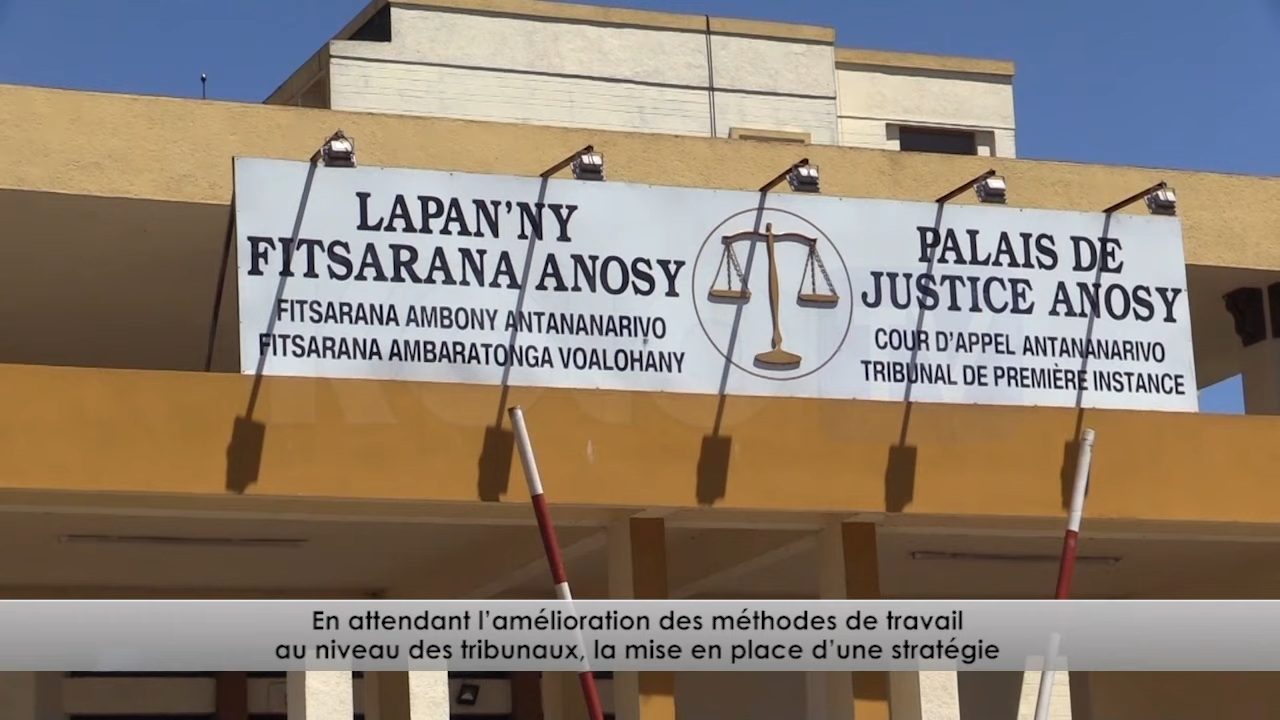 LAPAN'NY
FITSARANA ANOSY
FITSARANA AMBONY ANTANANARIVO
FITSARANA AMBARATONGA VOALOHANY
PALAIS DE
JUSTICE ANOSY
COUR D'APPEL ANTANANARIVO
TRIBUNAL DE PREMIÈRE INSTANCE
En attendant l'amélioration des méthodes de travail
au niveau des tribunaux, la mise en place d'une stratégie